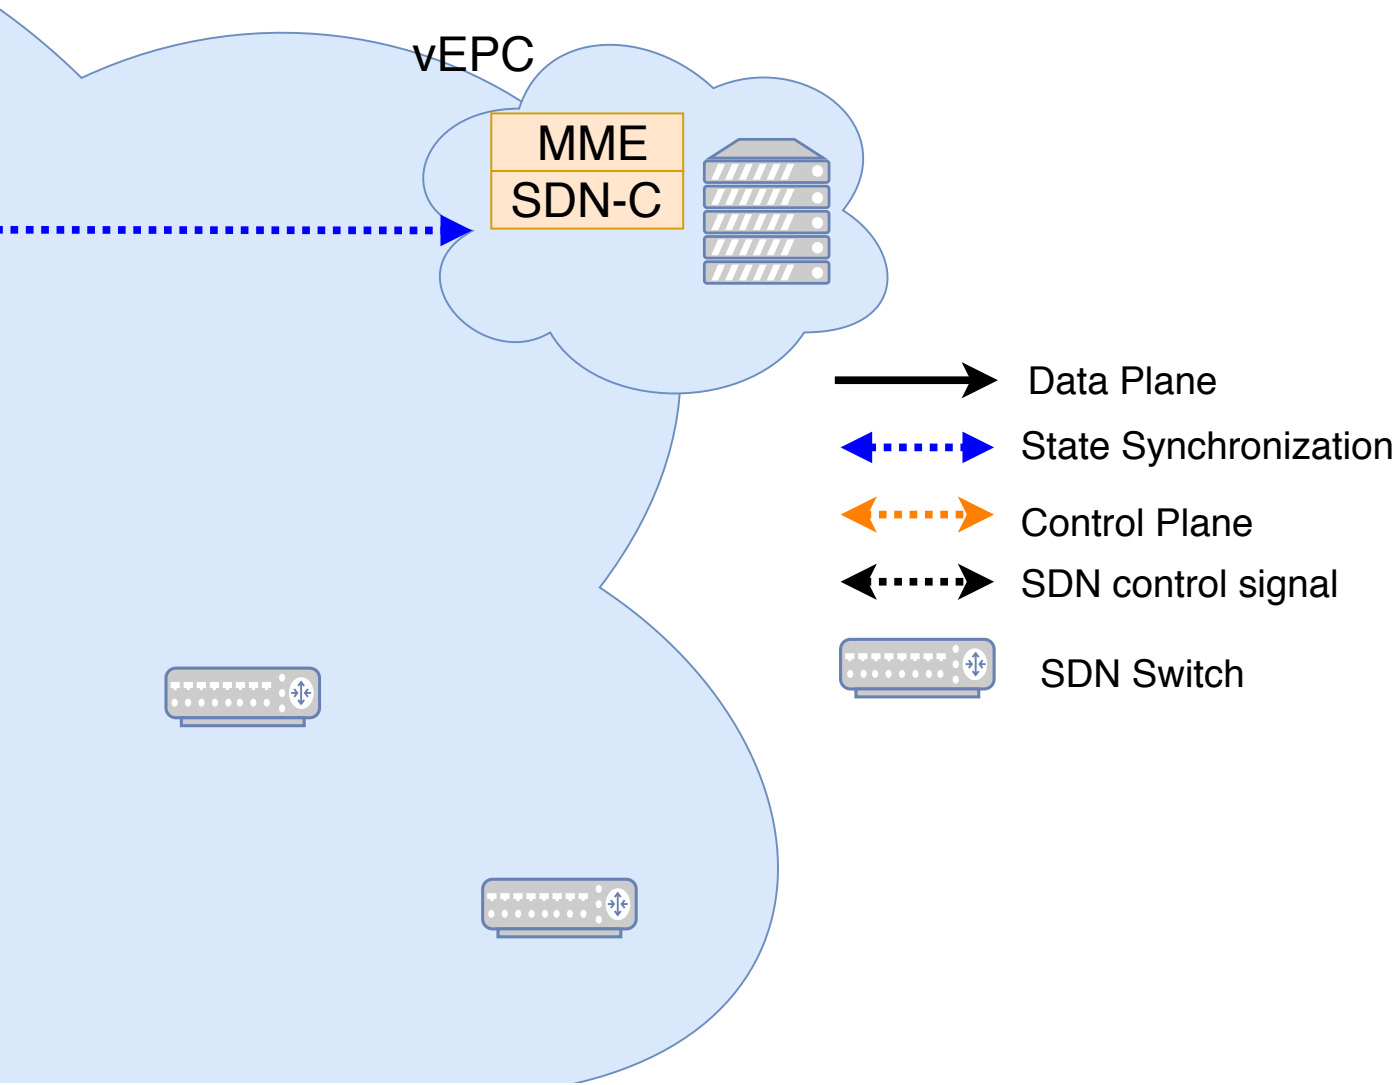 vEPC
MME
SDN-C
Data Plane
State Synchronization
Control Plane
SDN control signal
SDN Switch